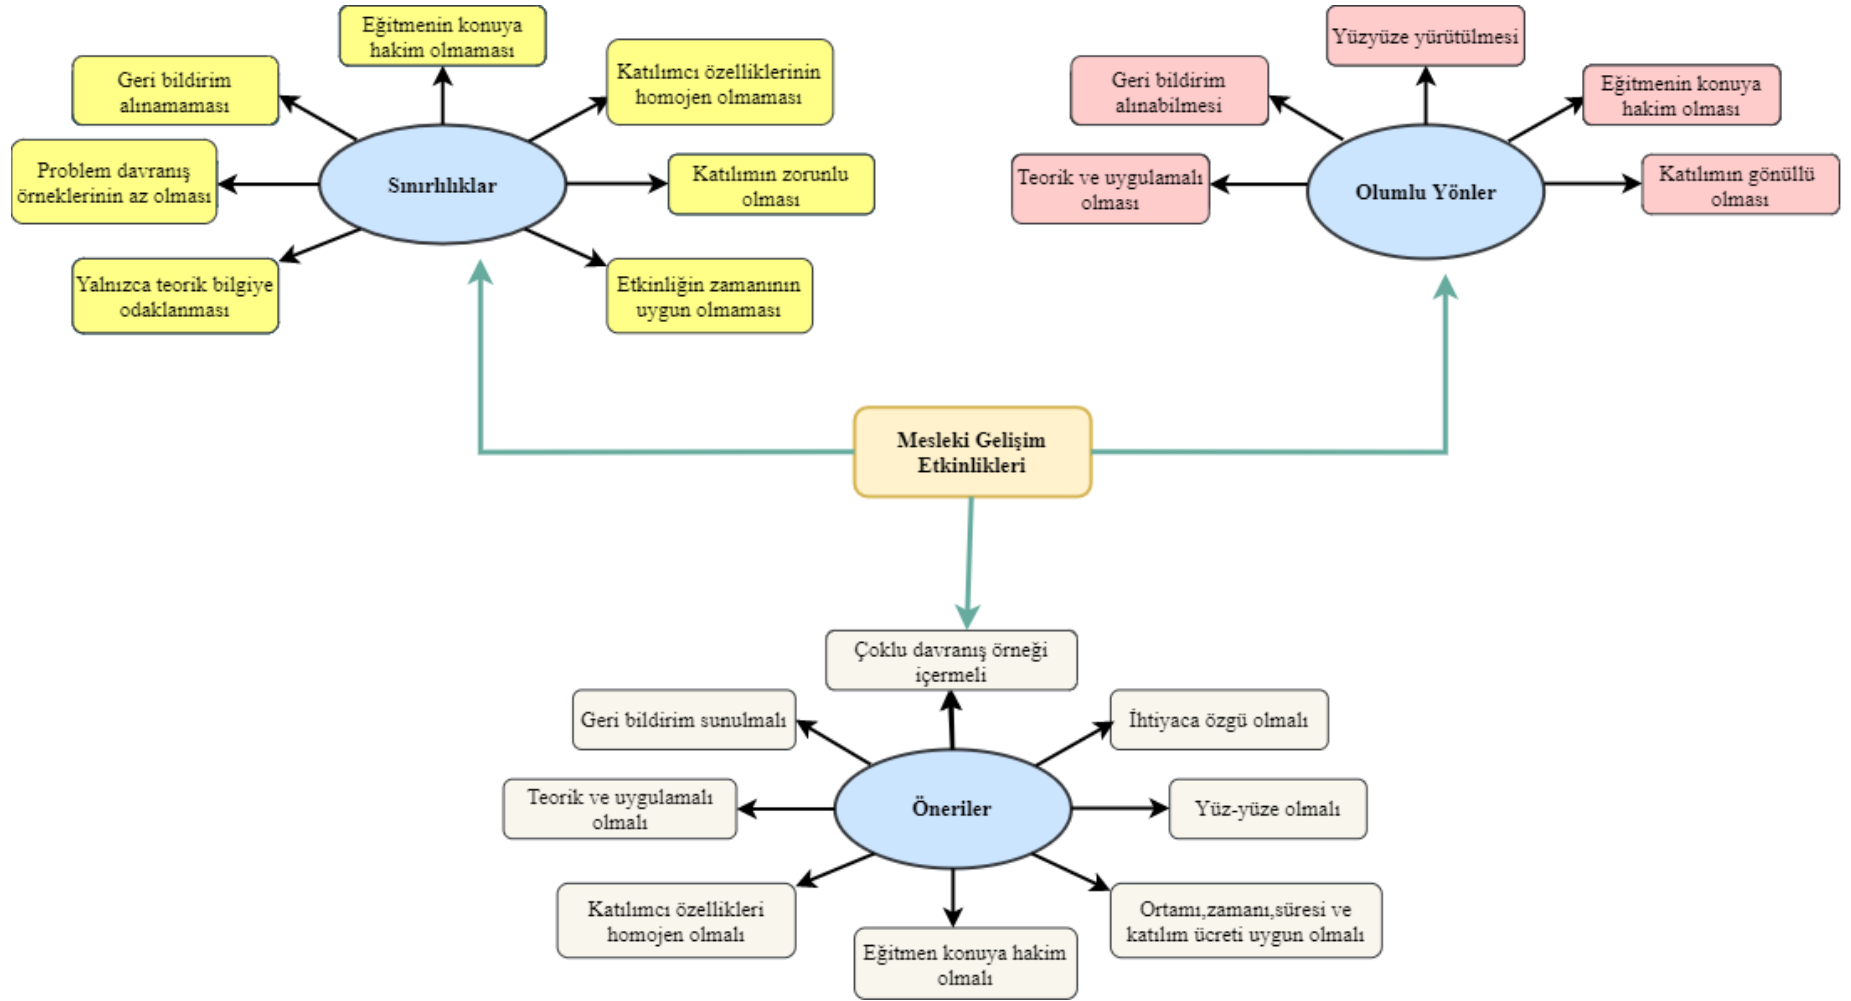 Eğitmenin konuya
hakim olmaması
Geri bildirim
alınamaması
Katılımcı özelliklerinin
homojen olmaması
Problem davranış
örneklerinin az olması
Sınırlılıklar
Katılımın zorunlu
olması
Yalnızca teorik bilgiye
odaklanması
Etkinliğin zamanının
uygun olmaması
Yüzyüze yürütülmesi
Geri bildirim
alınabilmesi
Eğitmenin konuya
hakim olması
Teorik ve uygulamalı
olması
Olumlu Yönler
Katılımın gönüllü
olması
Mesleki Gelişim
Etkinlikleri
Çoklu davranış örneği
içermeli
Geri bildirim sunulmalı
İhtiyaca özgü olmalı
Teorik ve uygulamalı
olmalı
Öneriler
Yüz-yüze olmalı
Katılımcı özellikleri
homojen olmalı
Eğitmen konuya hakim
olmalı
Ortamı,zamanı,süresi ve
katılım ücreti uygun olmalı